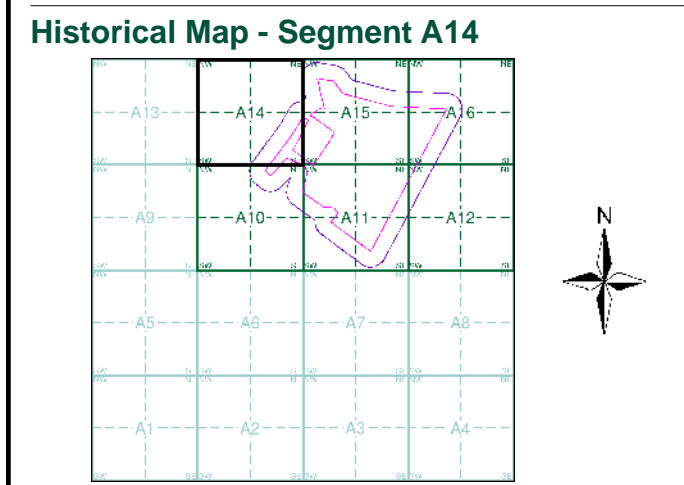 Historical Map - Segment A14
A13 A14 A15 A16
A9 A10 A11 A12
N
A5 A6 A7 A8
A1 A2 A3 A4